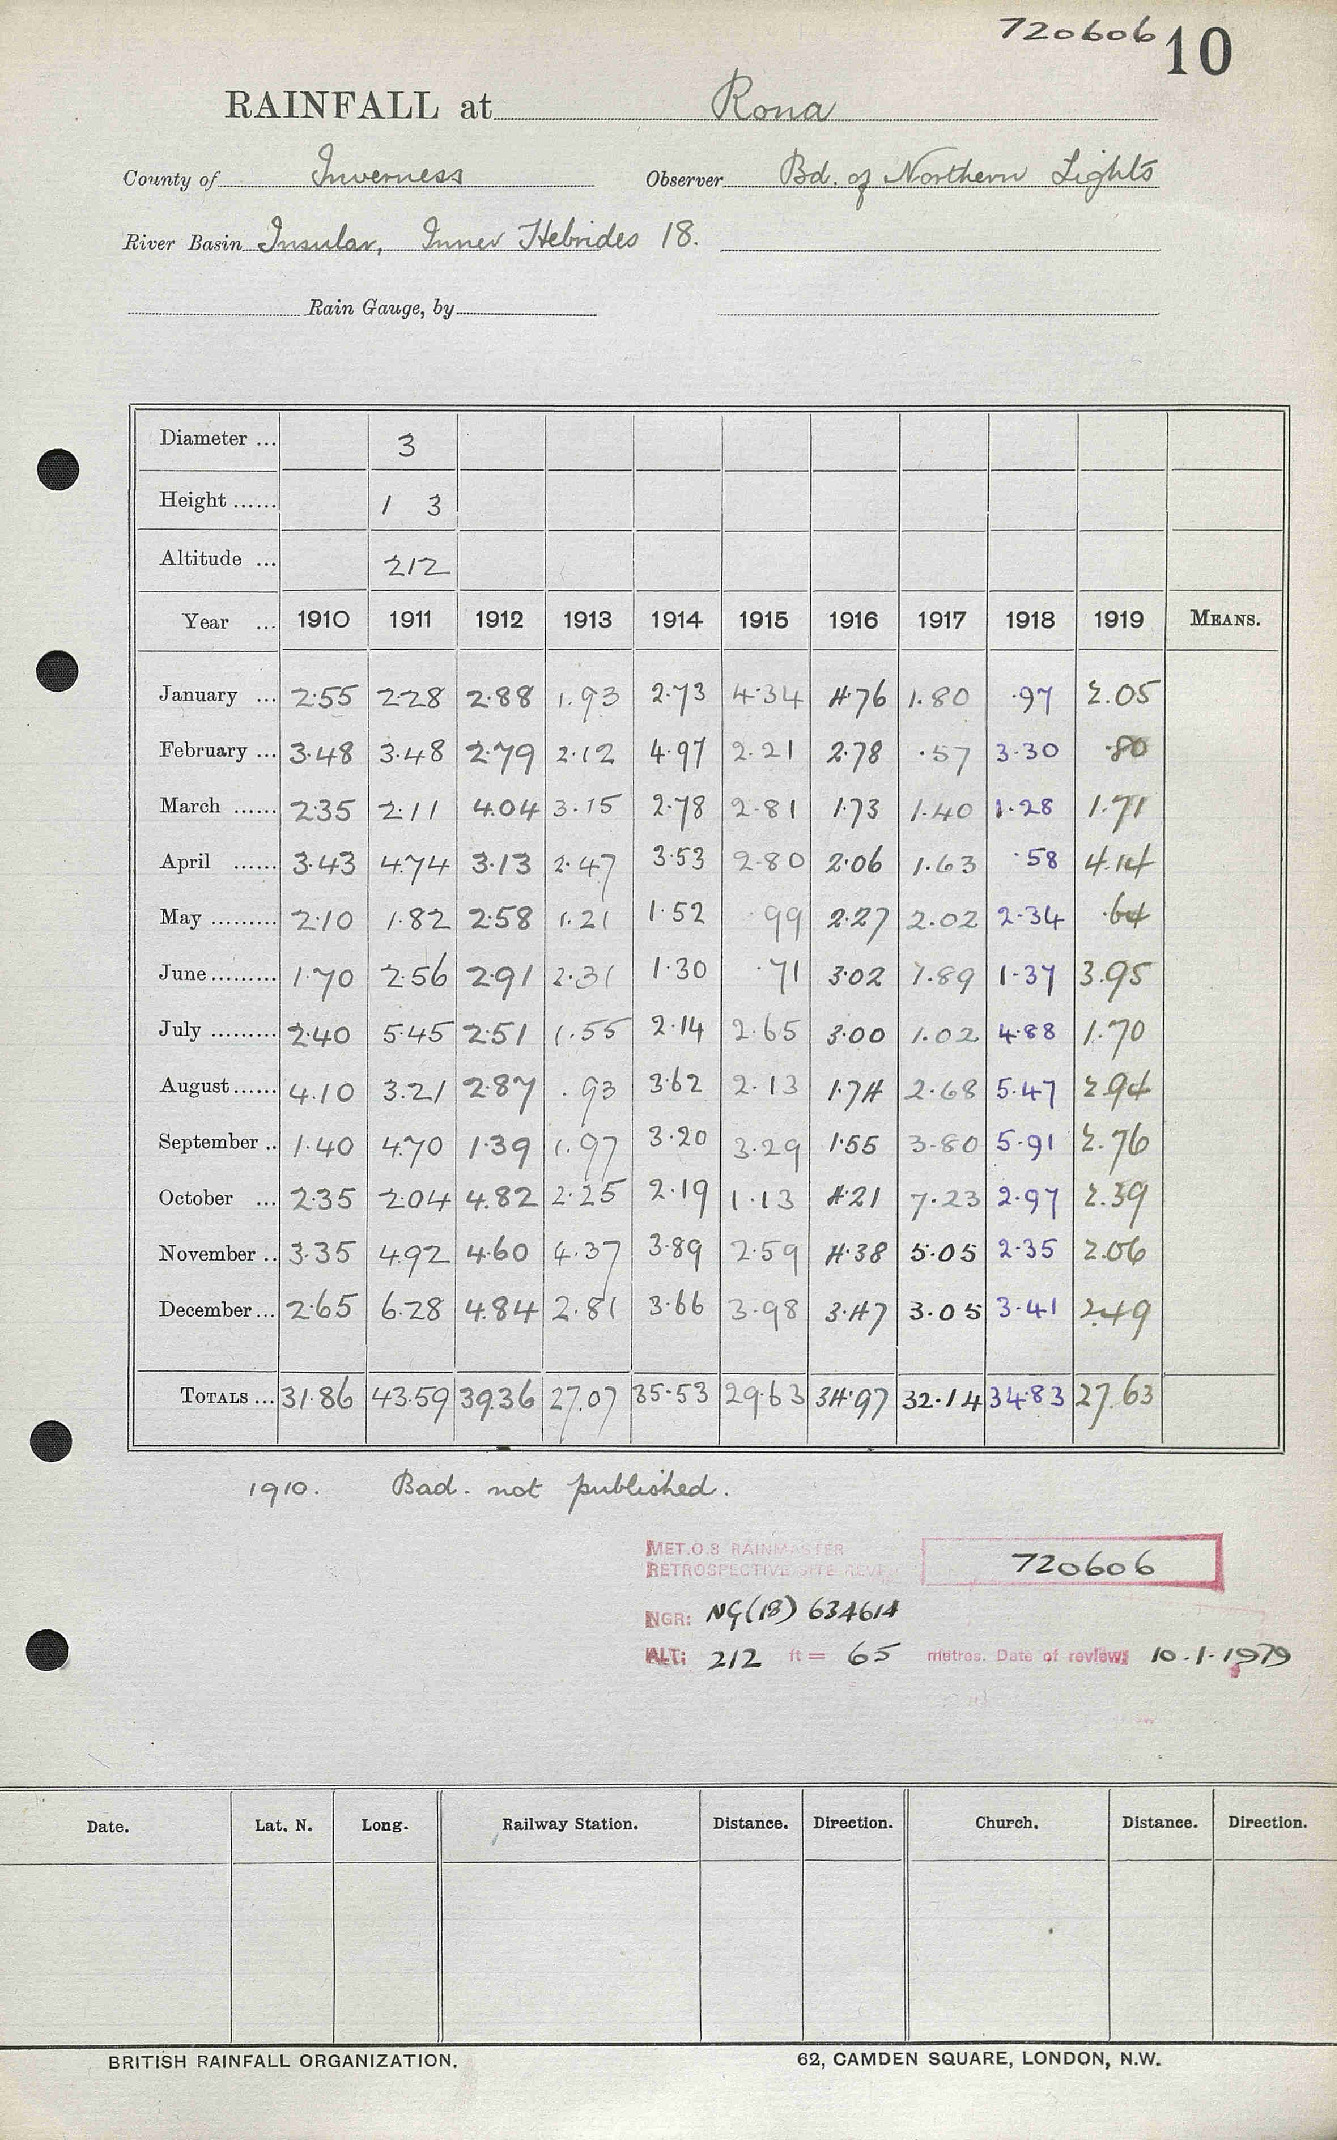 720606 10
RAINFALL at Rona
County of Inverness Observer Bd. of Northern Lights
River Basin Insular, Inner Hebrides 18.
Rain Gauge, by
Diameter ... 3
Height ...... 1 3
Altitude ... 212
Year ... 1910 1911 1912 1913 1914 1915 1916 1917 1918 1919 MEANS.
January ... 2.55 2.28 2.88 1.93 2.73 4.34 4.76 1.80 .97 2.05
February ... 3.48 3.48 2.79 2.12 4.97 2.21 2.78 .57 3.30 .80
March ...... 2.35 2.11 4.04 3.15 2.78 2.81 1.73 1.40 1.28 1.71
April ...... 3.43 4.74 3.13 2.47 3.53 2.80 2.06 1.63 .58 4.14
May .......... 2.10 1.82 2.58 1.21 1.52 .99 2.27 2.02 2.34 .64
June ......... 1.70 2.56 2.91 2.31 1.30 .71 3.02 1.89 1.37 3.95
July .......... 2.40 5.45 2.51 1.55 2.14 2.65 3.00 1.02 4.88 1.70
August ...... 4.10 3.21 2.87 .93 3.62 2.13 1.74 2.68 5.47 2.94
September .. 1.40 4.70 1.39 1.97 3.20 3.29 1.55 3.80 5.91 2.76
October ... 2.35 2.04 4.82 2.25 2.19 1.13 4.21 7.23 2.97 2.39
November .. 3.35 4.92 4.60 4.37 3.89 2.59 4.38 5.05 2.35 2.06
December ... 2.65 6.28 4.84 2.81 3.66 3.98 3.47 3.05 3.41 2.49
TOTALS ... 31.86 43.59 39.36 27.07 35.53 29.63 34.97 32.14 34.83 27.63
1910. Bad. not published.
MET.O.8 RAINMASTER
RETROSPECTIVE SITE REVIEW 720606
NGR: NG(18) 634614
ALT: 212 ft = 65 metres. Date of review: 10.1.1979
Date. Lat. N. Long. Railway Station. Distance. Direction. Church. Distance. Direction.
BRITISH RAINFALL ORGANIZATION. 62, CAMDEN SQUARE, LONDON, N.W.